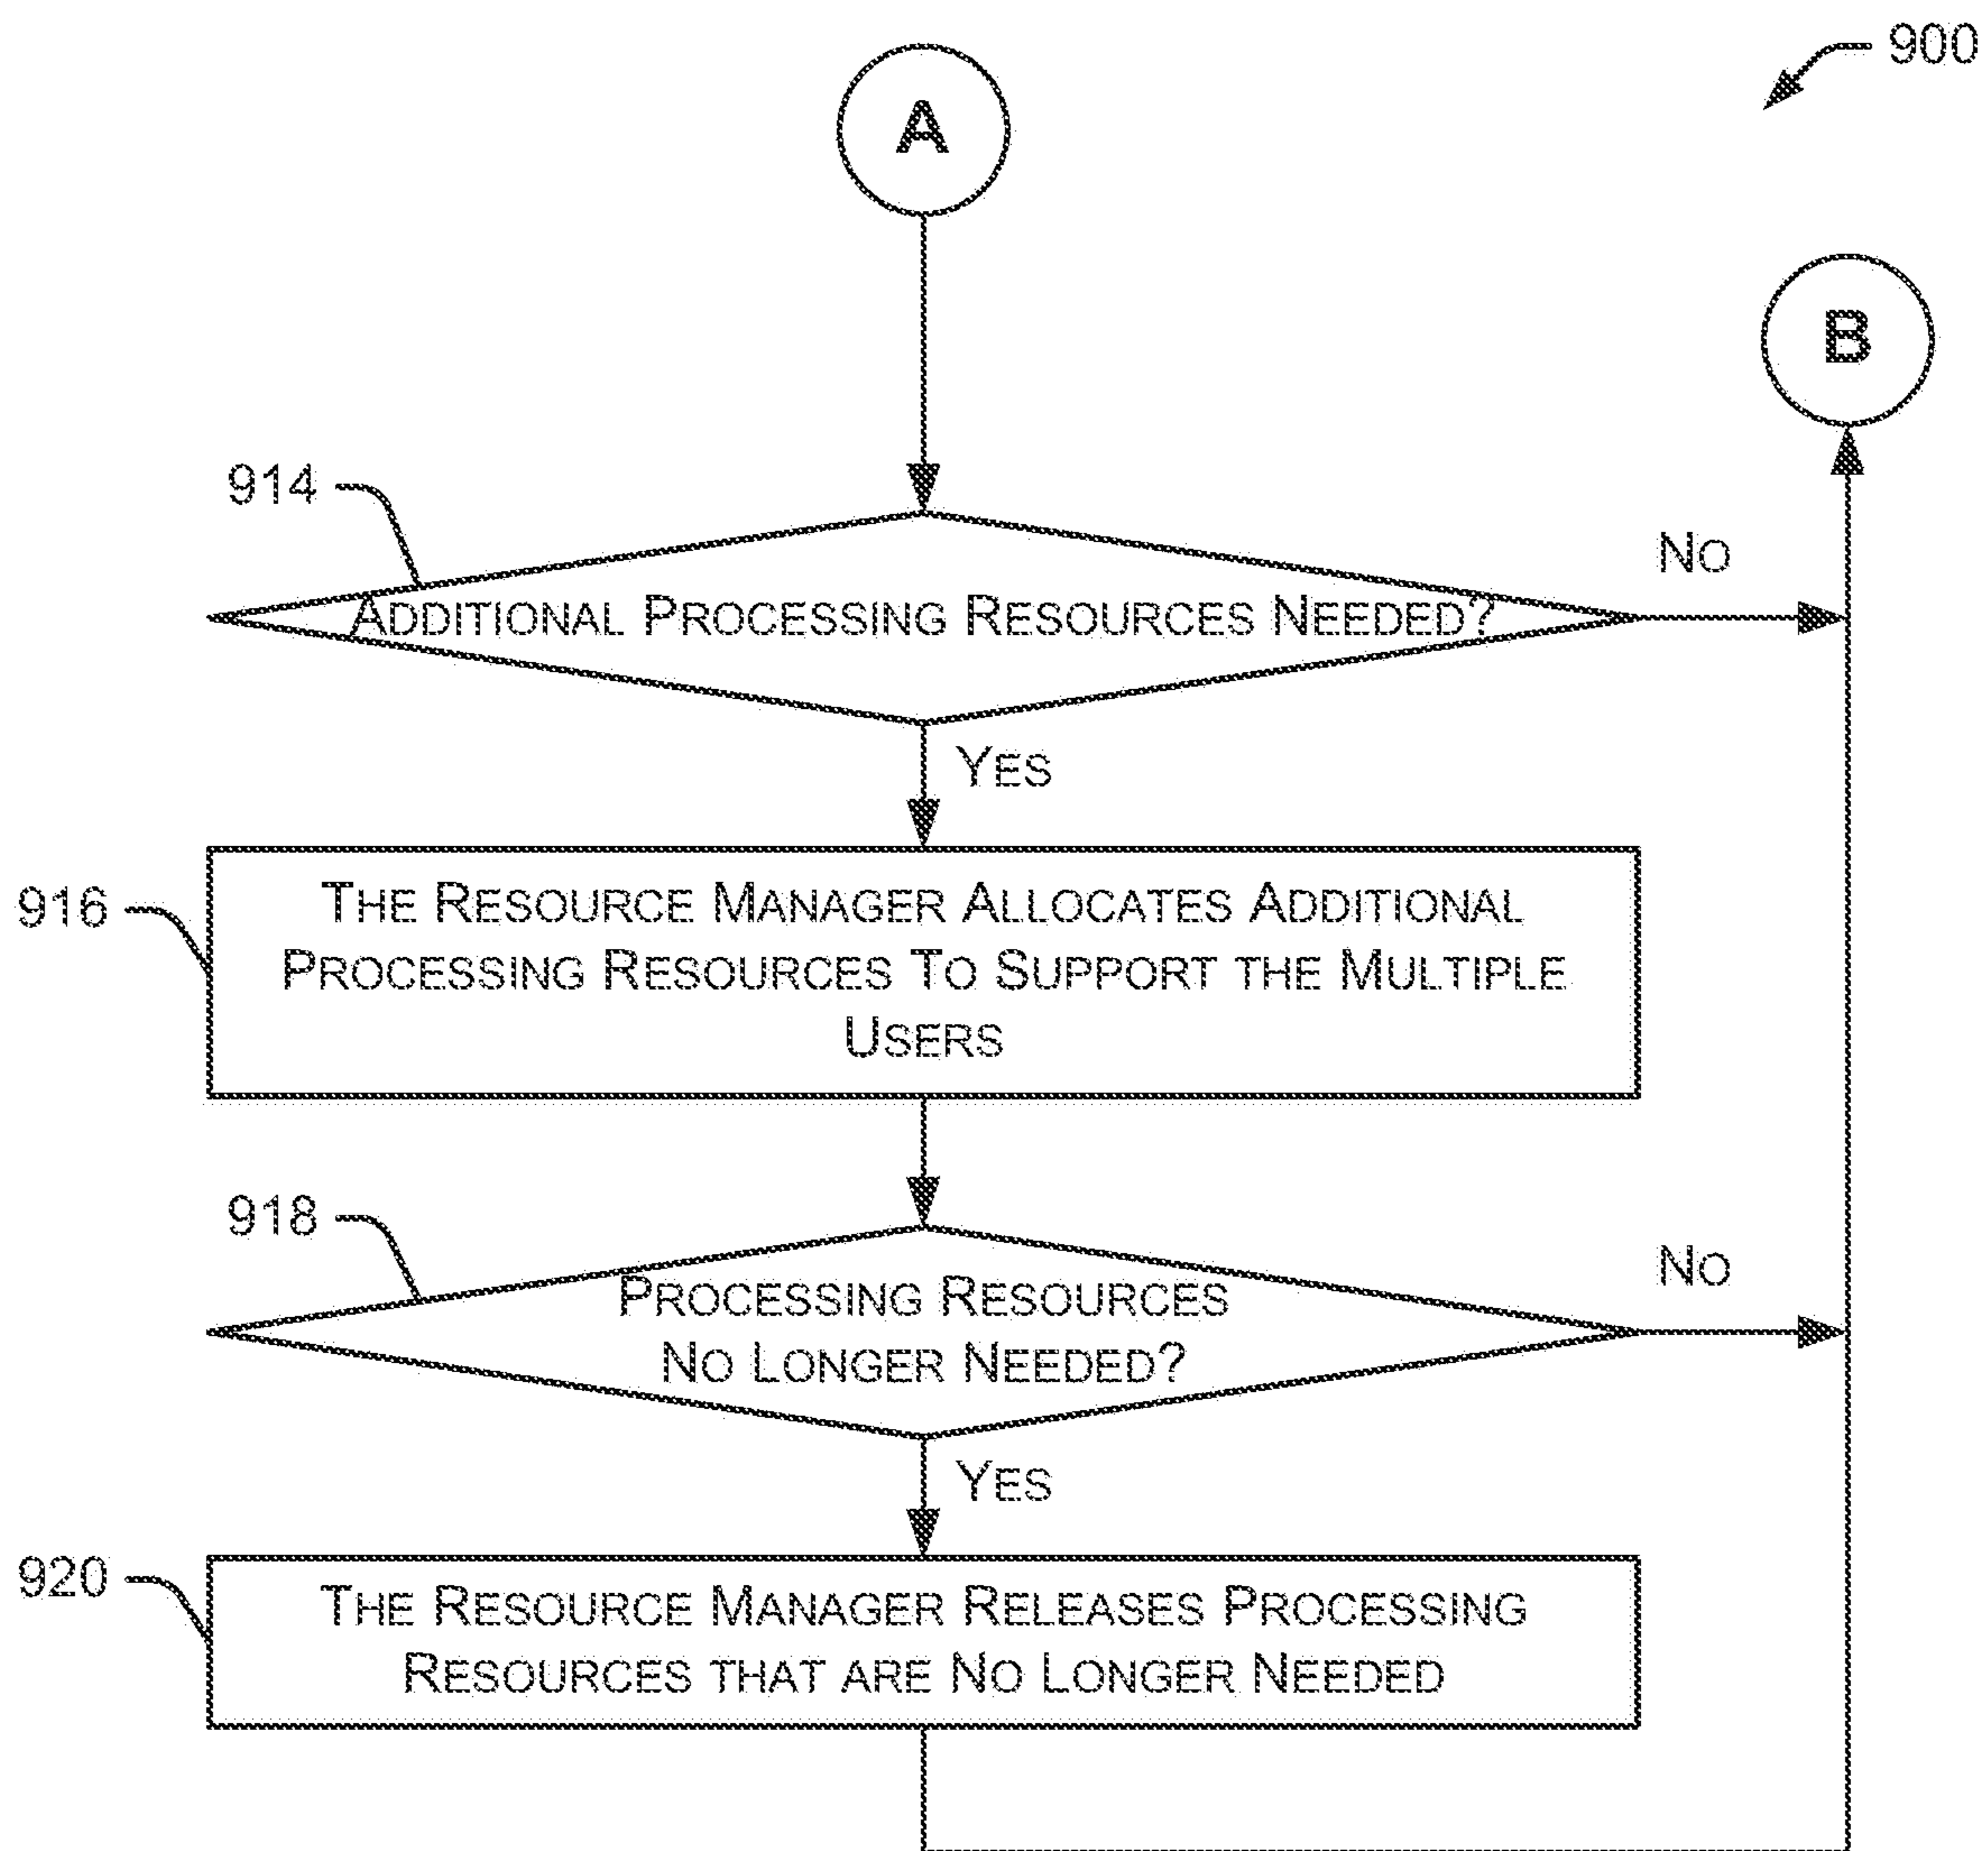 900
A
B
914
ADDITIONAL PROCESSING RESOURCES NEEDED?
NO
YES
916
THE RESOURCE MANAGER ALLOCATES ADDITIONAL
PROCESSING RESOURCES TO SUPPORT THE MULTIPLE
USERS
918
PROCESSING RESOURCES
NO LONGER NEEDED?
NO
YES
920
THE RESOURCE MANAGER RELEASES PROCESSING
RESOURCES THAT ARE NO LONGER NEEDED